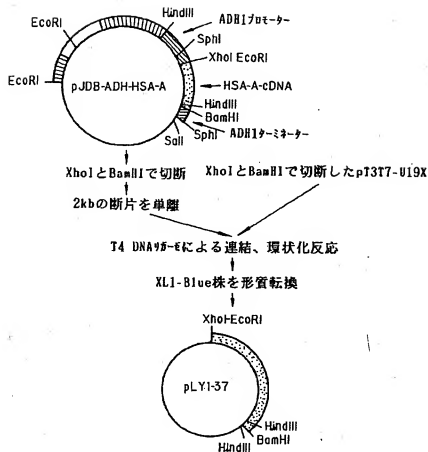 HindIII
ADH1プロモーター
EcoRI
SphI
XhoI EcoRI
EcoRI
pJDB-ADH-HSA-A
HSA-A-cDNA
HindIII
BamHI
SalI
SphI
ADH1ターミネーター
XhoIとBamHIで切断
XhoIとBamHIで切断したpT3T7-U19X
2kbの断片を単離
T4 DNAリガーゼによる連結、環状化反応
XL1-Blue株を形質転換
XhoI-EcoRI
pLY1-37
HindIII
BamHI
HindIII